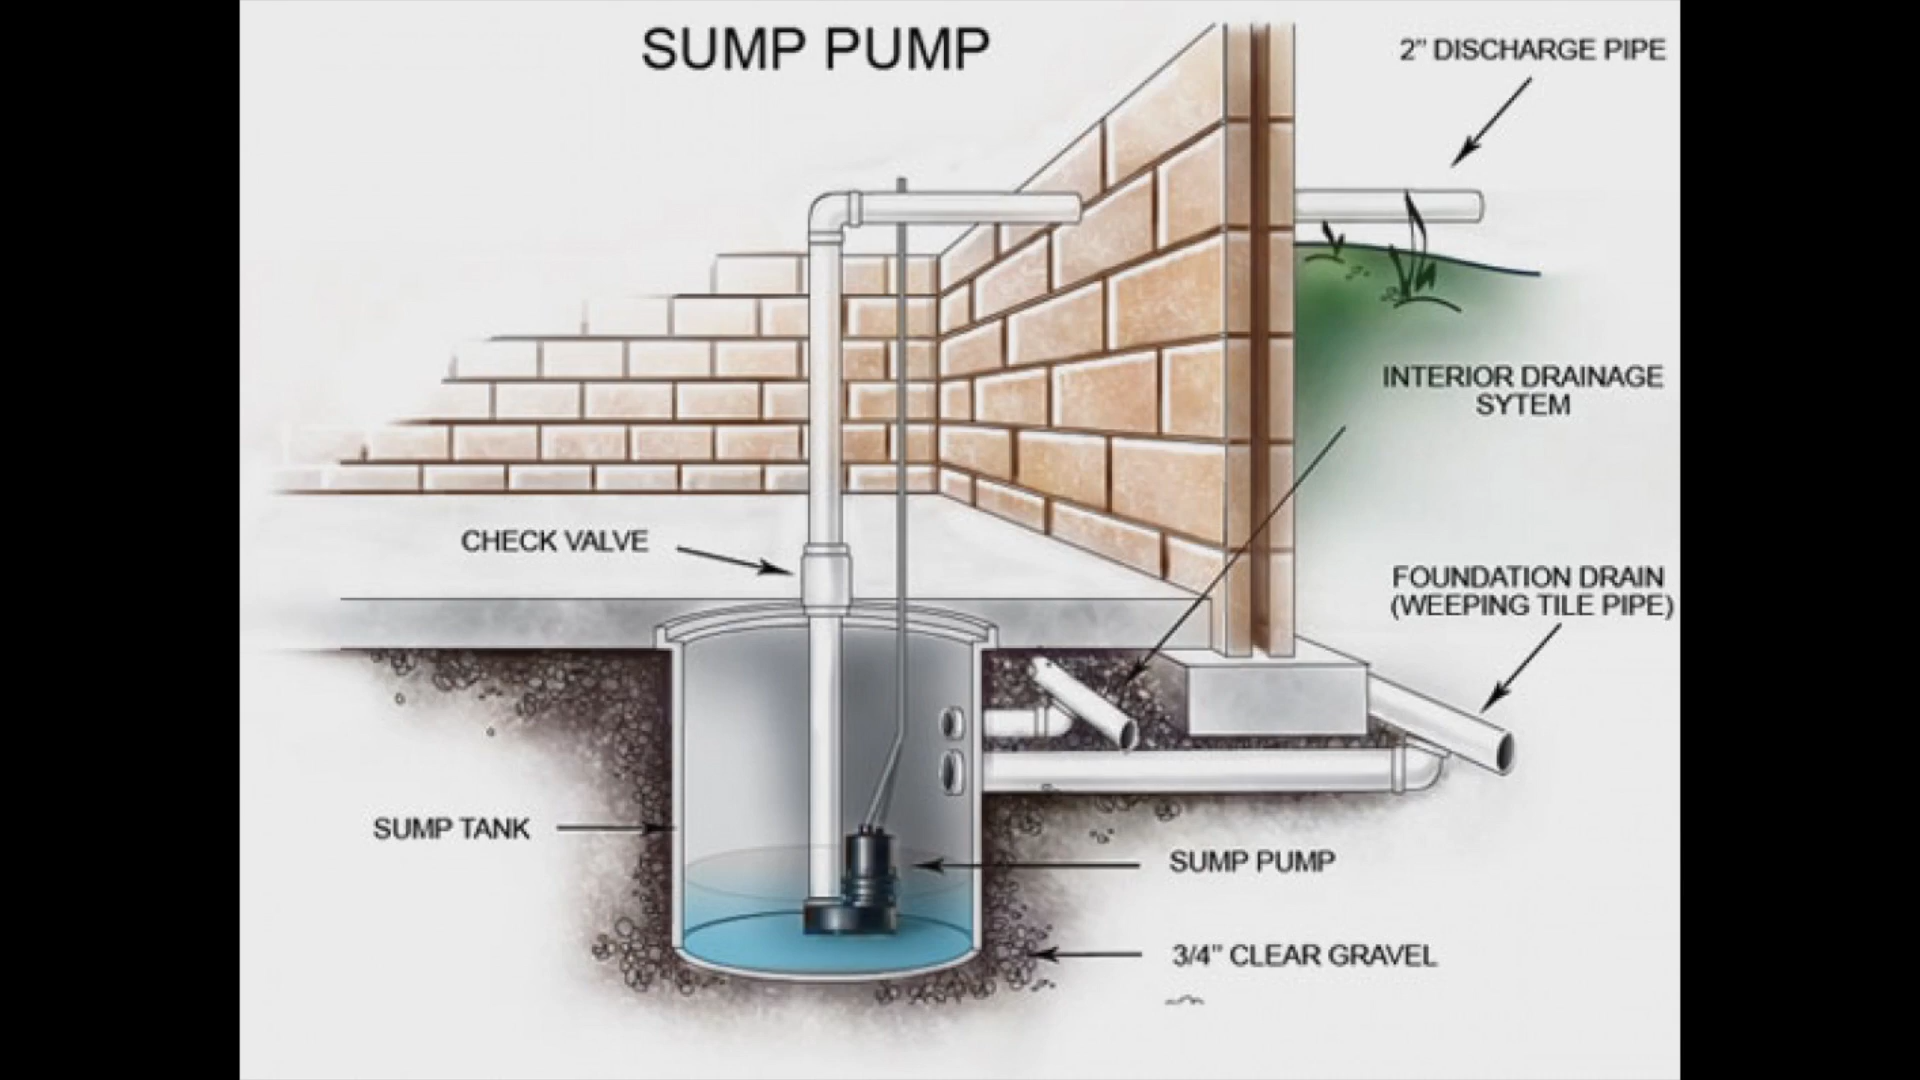 SUMP PUMP
2" DISCHARGE PIPE
INTERIOR DRAINAGE
SYTEM
CHECK VALVE
FOUNDATION DRAIN
(WEEPING TILE PIPE)
SUMP TANK
SUMP PUMP
3/4" CLEAR GRAVEL